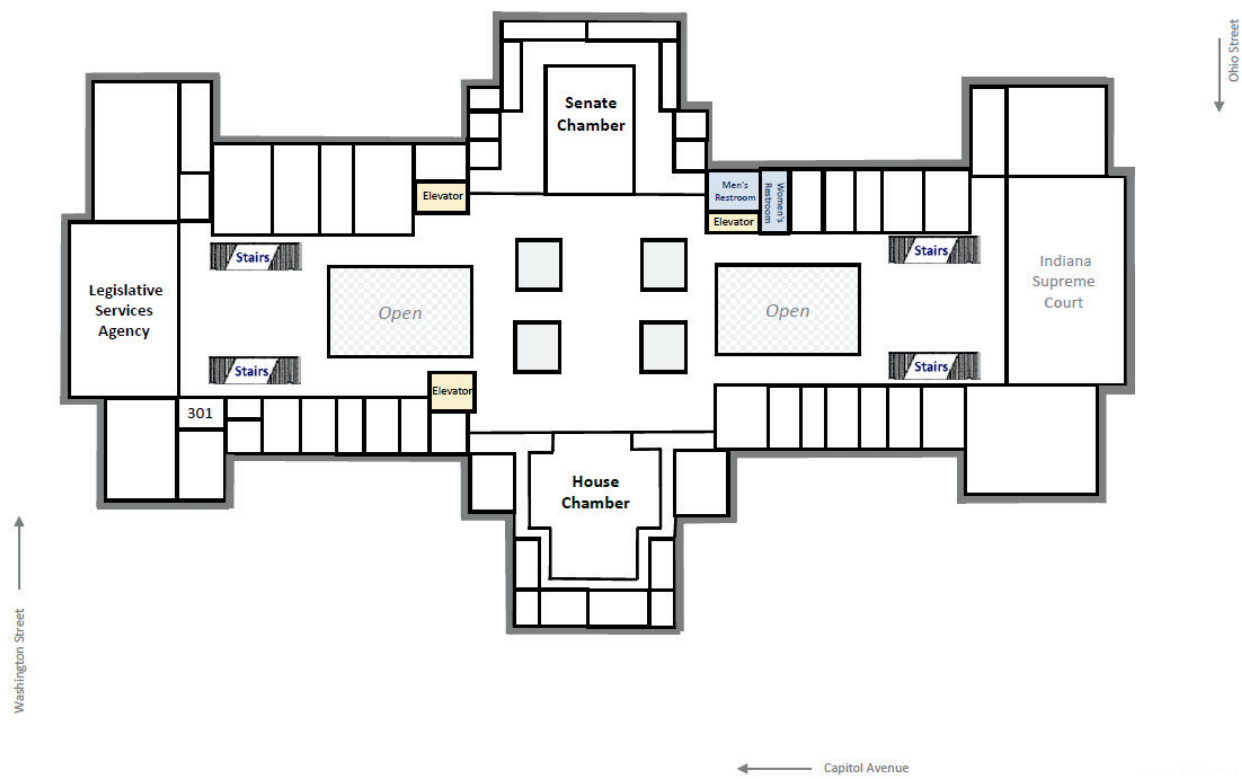 Ohio Street
Senate
Chamber
Elevator
Men's
Restroom
Women's
Restroom
Elevator
Stairs
Stairs
Legislative
Services
Agency
Open
Open
Indiana
Supreme
Court
Stairs
Stairs
Elevator
301
House
Chamber
Washington Street
Capitol Avenue